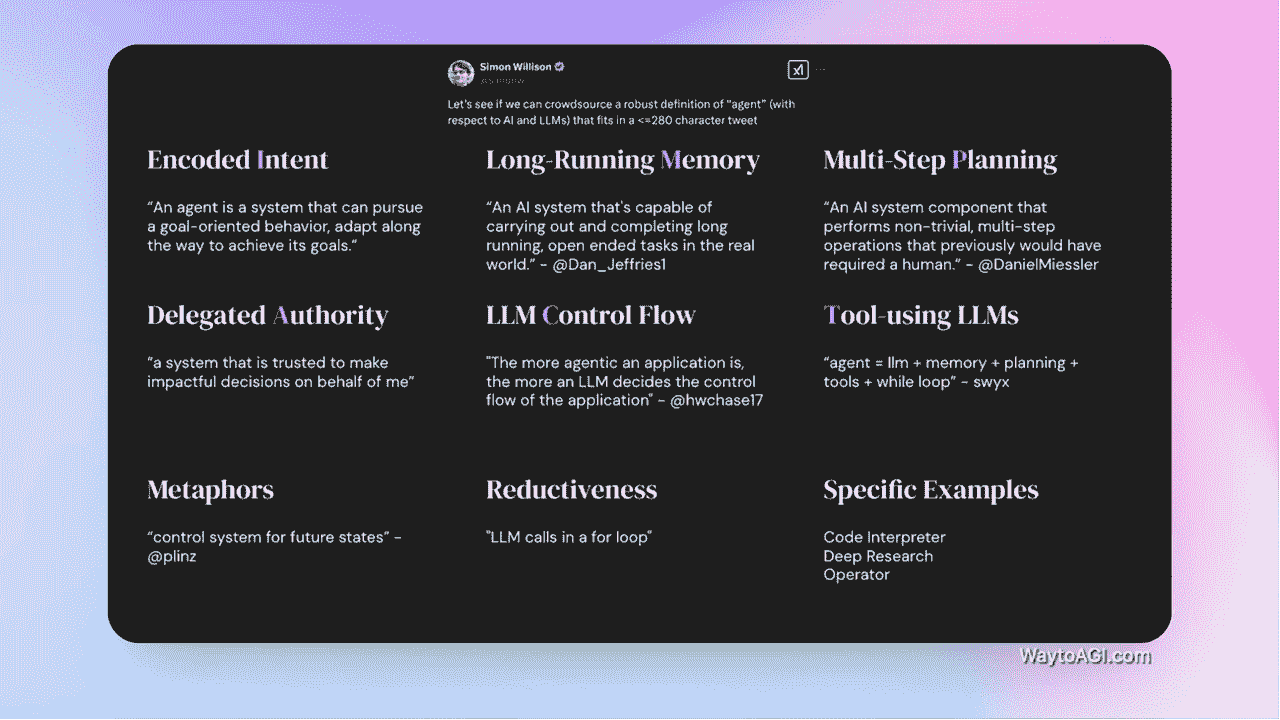 Simon Willison
Let's see if we can crowdsource a robust definition of "agent" (with
respect to AI and LLMs) that fits in a <=280 character tweet
Encoded Intent
“An agent is a system that can pursue
a goal-oriented behavior, adapt along
the way to achieve its goals.“
Long-Running Memory
“An AI system that's capable of
carrying out and completing long
running, open ended tasks in the real
world.” - @Dan_Jeffries1
Multi-Step Planning
“An AI system component that
performs non-trivial, multi-step
operations that previously would have
required a human.” - @DanielMiessler
Delegated Authority
“a system that is trusted to make
impactful decisions on behalf of me”
LLM Control Flow
"The more agentic an application is,
the more an LLM decides the control
flow of the application" - @hwchase17
Tool-using LLMs
“agent = llm + memory + planning +
tools + while loop” - swyx
Metaphors
“control system for future states” -
@plinz
Reductiveness
"LLM calls in a for loop"
Specific Examples
Code Interpreter
Deep Research
Operator
WaytoAGI.com